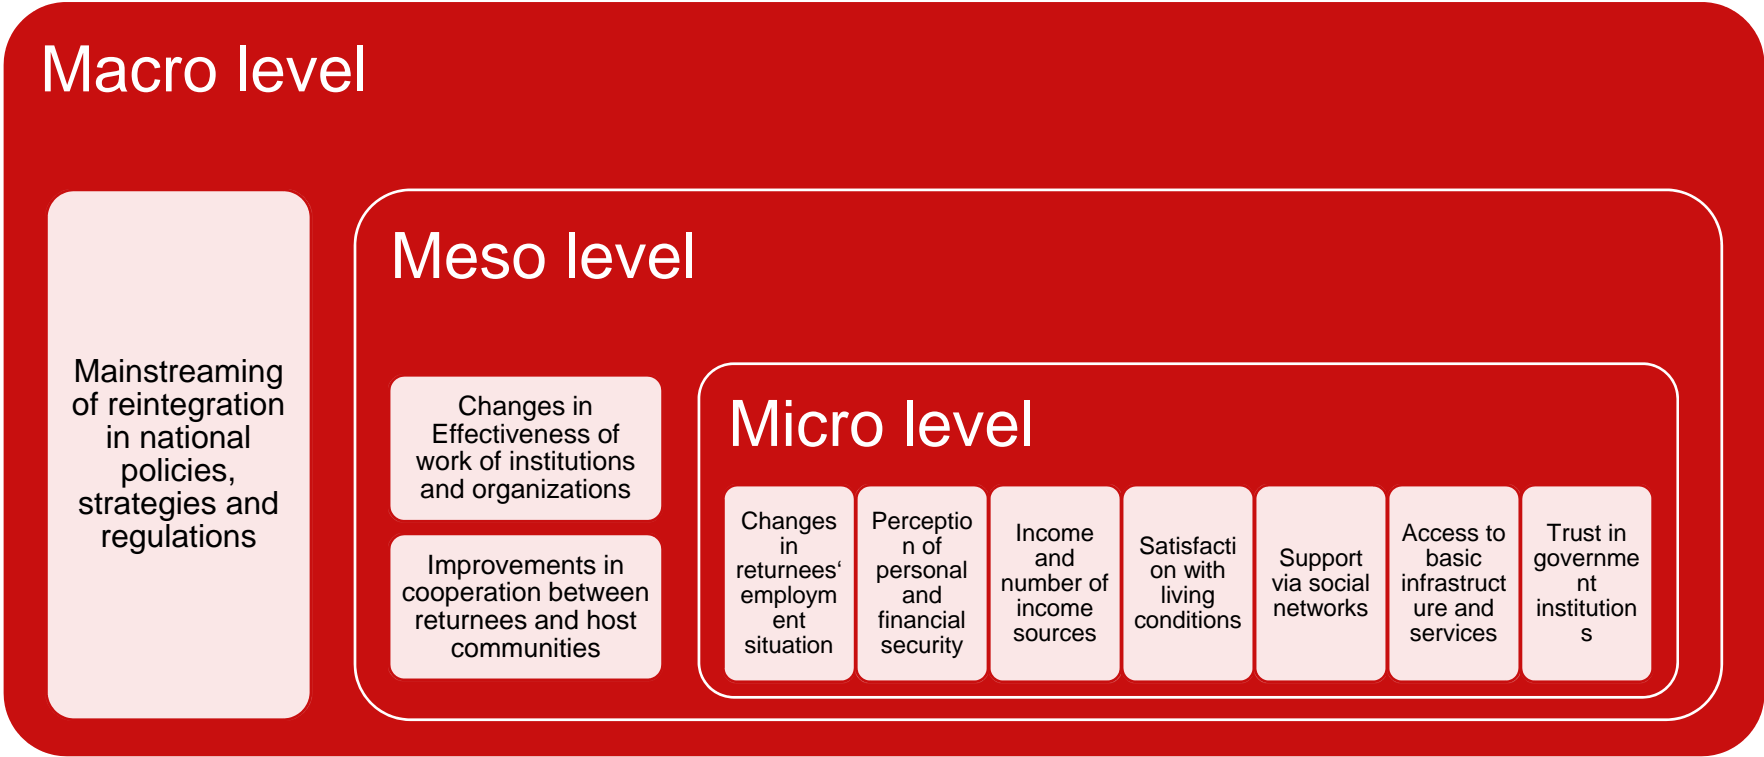 Macro level
Mainstreaming
of reintegration
in national
policies,
strategies and
regulations
Meso level
Changes in
Effectiveness of
work of institutions
and organizations
Improvements in
cooperation between
returnees and host
communities
Micro level
Changes
in
returnees‘
employm
ent
situation
Perceptio
n of
personal
and
financial
security
Income
and
number of
income
sources
Satisfacti
on with
living
conditions
Support
via social
networks
Access to
basic
infrastruct
ure and
services
Trust in
governme
nt
institution
s